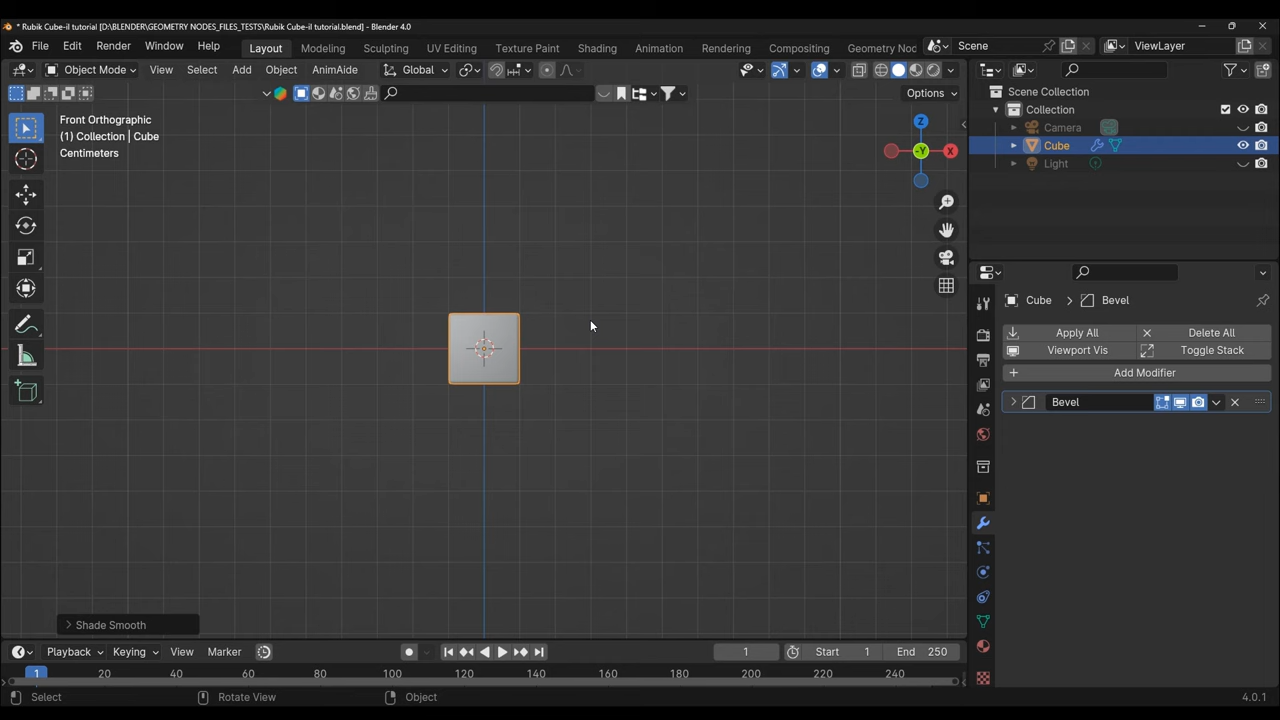 * Rubik Cube-il tutorial [D:\BLENDER\GEOMETRY NODES_FILES_TESTS\Rubik Cube-il tutorial.blend] - Blender 4.0
File Edit Render Window Help Layout Modeling Sculpting UV Editing Texture Paint Shading Animation Rendering Compositing Geometry Noc Scene ViewLayer
Object Mode View Select Add Object AnimAide Global
Options
Scene Collection
Collection
Camera
Cube
Light
Front Orthographic
(1) Collection | Cube
Centimeters
Z
-Y X
Cube > Bevel
Apply All Delete All
Viewport Vis Toggle Stack
Add Modifier
Bevel
Shade Smooth
Playback Keying View Marker 1 Start 1 End 250
1 20 40 60 80 100 120 140 160 180 200 220 240
Select Rotate View Object 4.0.1